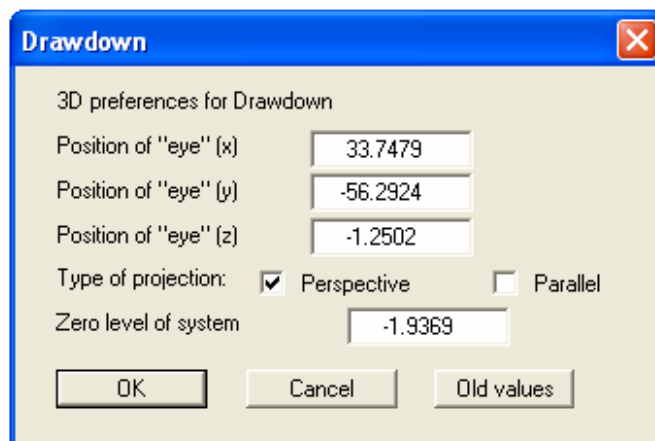 Drawdown
3D preferences for Drawdown
Position of "eye" (x) 33.7479
Position of "eye" (y) -56.2924
Position of "eye" (z) -1.2502
Type of projection: Perspective Parallel
Zero level of system -1.9369
OK Cancel Old values